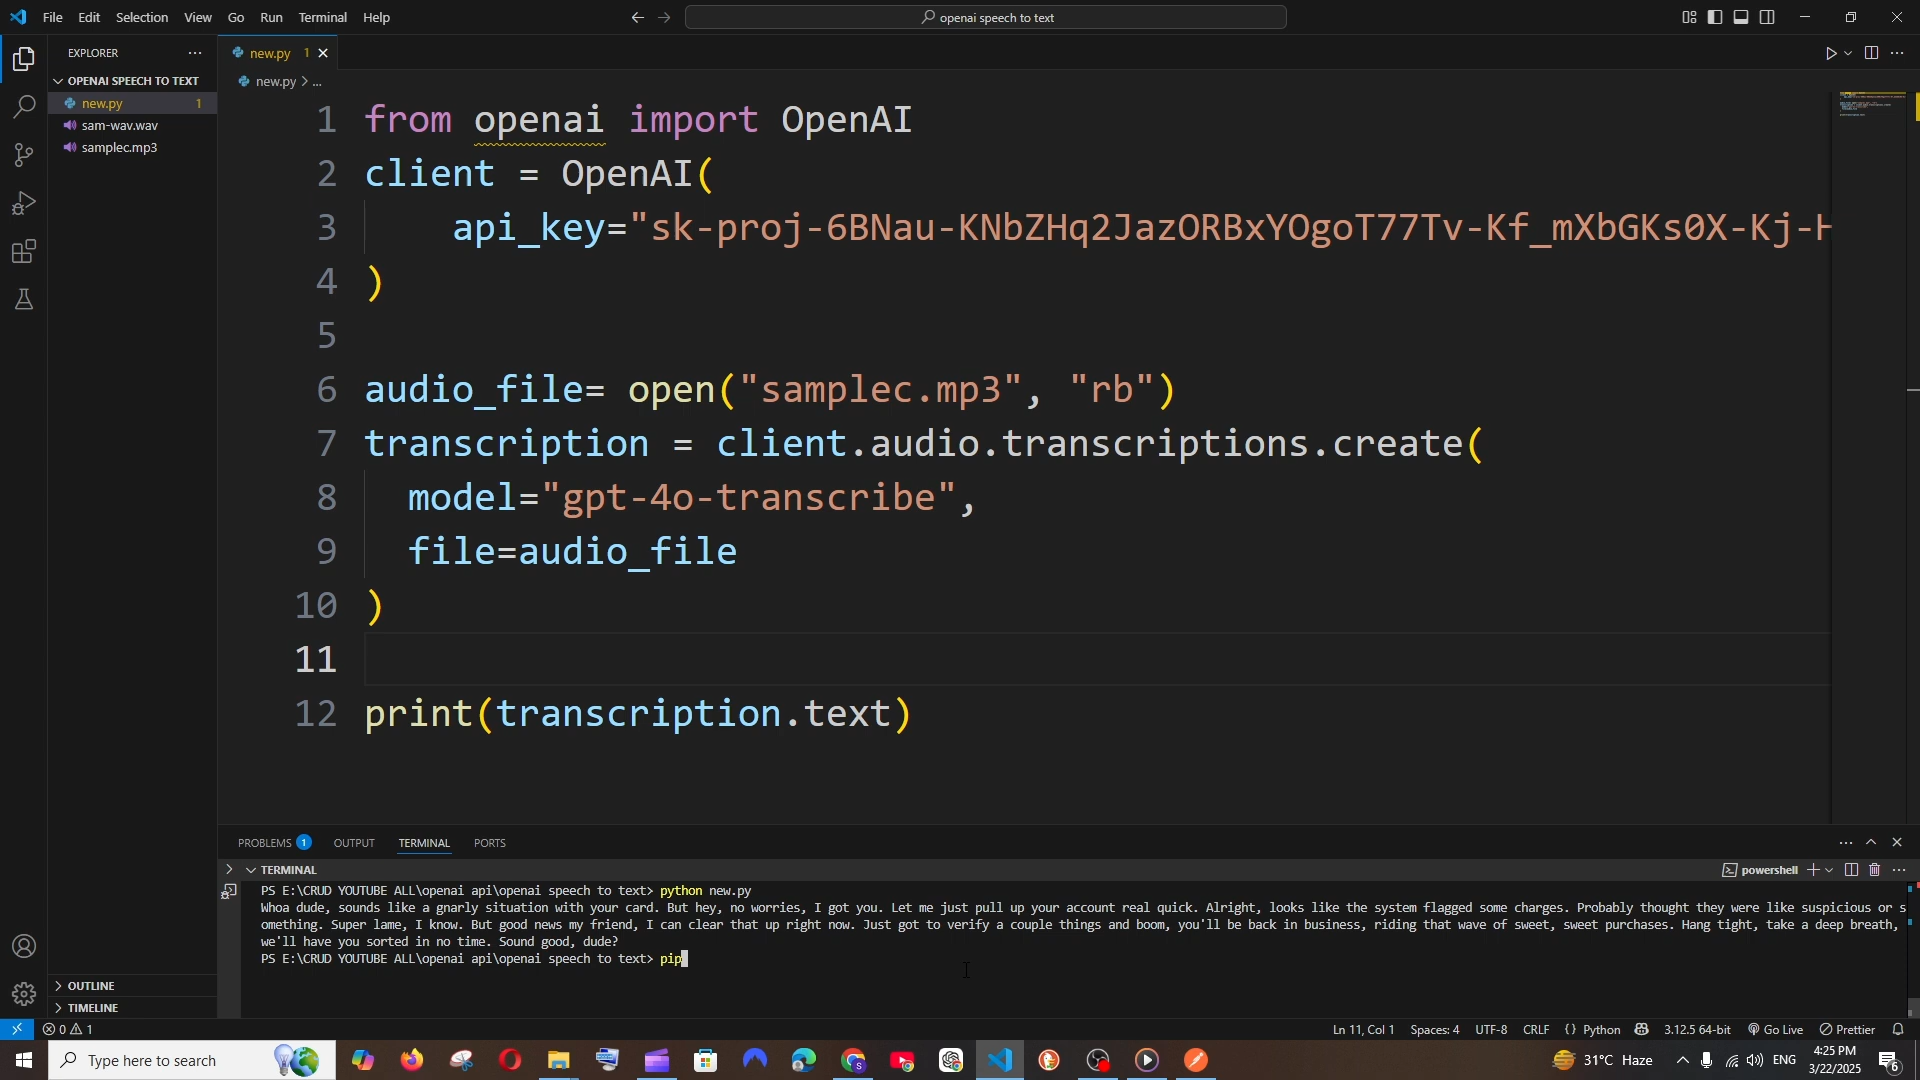 File Edit Selection View Go Run Terminal Help
openai speech to text
EXPLORER
OPENAI SPEECH TO TEXT
new.py 1
sam-wav.wav
samplec.mp3
OUTLINE
TIMELINE
new.py 1
new.py > ...
1 from openai import OpenAI
2 client = OpenAI(
3 api_key="sk-proj-6BNau-KNbZHq2JazORBxYOgoT77Tv-Kf_mXbGKs0X-Kj-H
4 )
5
6 audio_file= open("samplec.mp3", "rb")
7 transcription = client.audio.transcriptions.create(
8 model="gpt-4o-transcribe",
9 file=audio_file
10 )
11
12 print(transcription.text)
PROBLEMS 1 OUTPUT TERMINAL PORTS
TERMINAL
powershell
PS E:\CRUD YOUTUBE ALL\openai api\openai speech to text> python new.py
Whoa dude, sounds like a gnarly situation with your card. But hey, no worries, I got you. Let me just pull up your account real quick. Alright, looks like the system flagged some charges. Probably thought they were like suspicious or s
omething. Super lame, I know. But good news my friend, I can clear that up right now. Just got to verify a couple things and boom, you'll be back in business, riding that wave of sweet, sweet purchases. Hang tight, take a deep breath,
we'll have you sorted in no time. Sound good, dude?
PS E:\CRUD YOUTUBE ALL\openai api\openai speech to text> pip
0 1
Ln 11, Col 1 Spaces: 4 UTF-8 CRLF {} Python 3.12.5 64-bit Go Live Prettier
Type here to search
31°C Haze
ENG
4:25 PM
3/22/2025
6